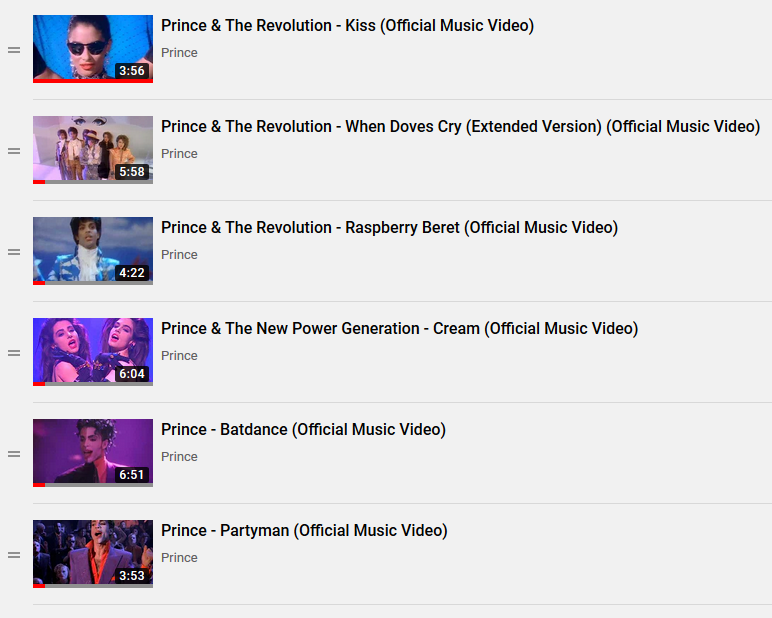 Prince & The Revolution - Kiss (Official Music Video)
Prince
3:56
Prince & The Revolution - When Doves Cry (Extended Version) (Official Music Video)
Prince
5:58
Prince & The Revolution - Raspberry Beret (Official Music Video)
Prince
4:22
Prince & The New Power Generation - Cream (Official Music Video)
Prince
6:04
Prince - Batdance (Official Music Video)
Prince
6:51
Prince - Partyman (Official Music Video)
Prince
3:53